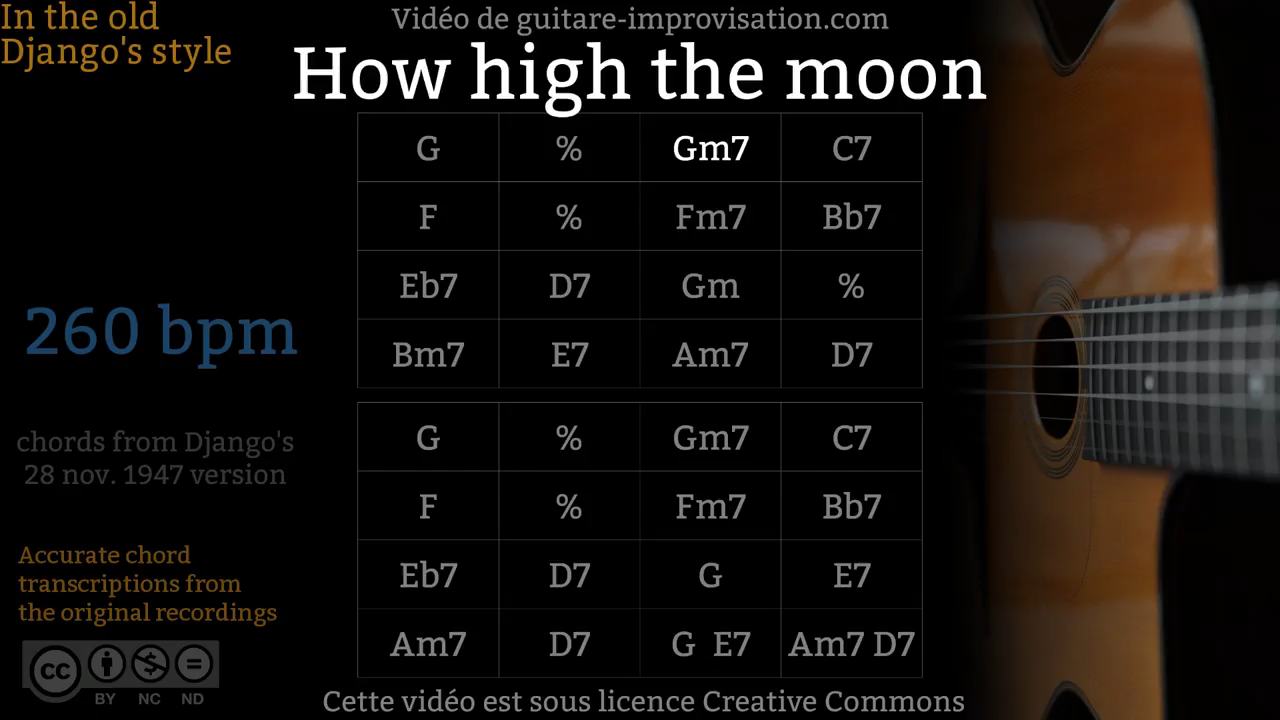 In the old
Django's style
Vidéo de guitare-improvisation.com
How high the moon
G % Gm7 C7
F % Fm7 Bb7
Eb7 D7 Gm %
Bm7 E7 Am7 D7
260 bpm
G % Gm7 C7
F % Fm7 Bb7
Eb7 D7 G E7
Am7 D7 G E7 Am7 D7
chords from Django's
28 nov. 1947 version
Accurate chord
transcriptions from
the original recordings
cc
BY NC ND
Cette vidéo est sous licence Creative Commons